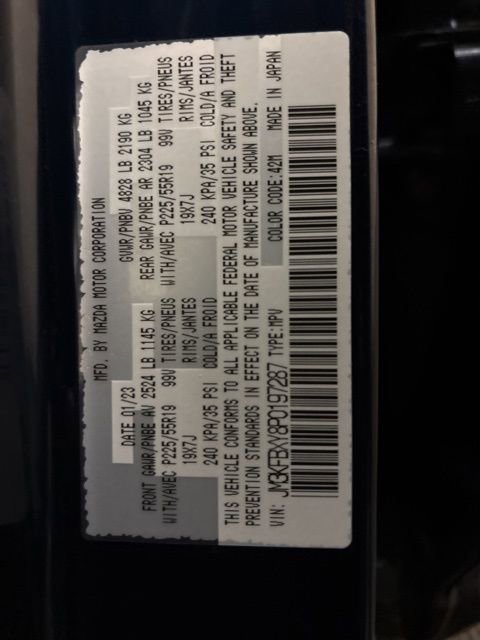 MFD. BY MAZDA MOTOR CORPORATION
DATE 01/23 GVWR/PNBV 4828 LB 2190 KG
FRONT GAWR/PNBE AV 2524 LB 1145 KG REAR GAWR/PNBE AR 2304 LB 1045 KG
WITH/AVEC P225/55R19 99V TIRES/PNEUS WITH/AVEC P225/55R19 99V TIRES/PNEUS
19X7J RIMS/JANTES 19X7J RIMS/JANTES
240 KPA/35 PSI COLD/A FROID 240 KPA/35 PSI COLD/A FROID
THIS VEHICLE CONFORMS TO ALL APPLICABLE FEDERAL MOTOR VEHICLE SAFETY AND THEFT
PREVENTION STANDARDS IN EFFECT ON THE DATE OF MANUFACTURE SHOWN ABOVE.
VIN: JM3KFBXY8P0197287 TYPE:MPV COLOR CODE:42M MADE IN JAPAN